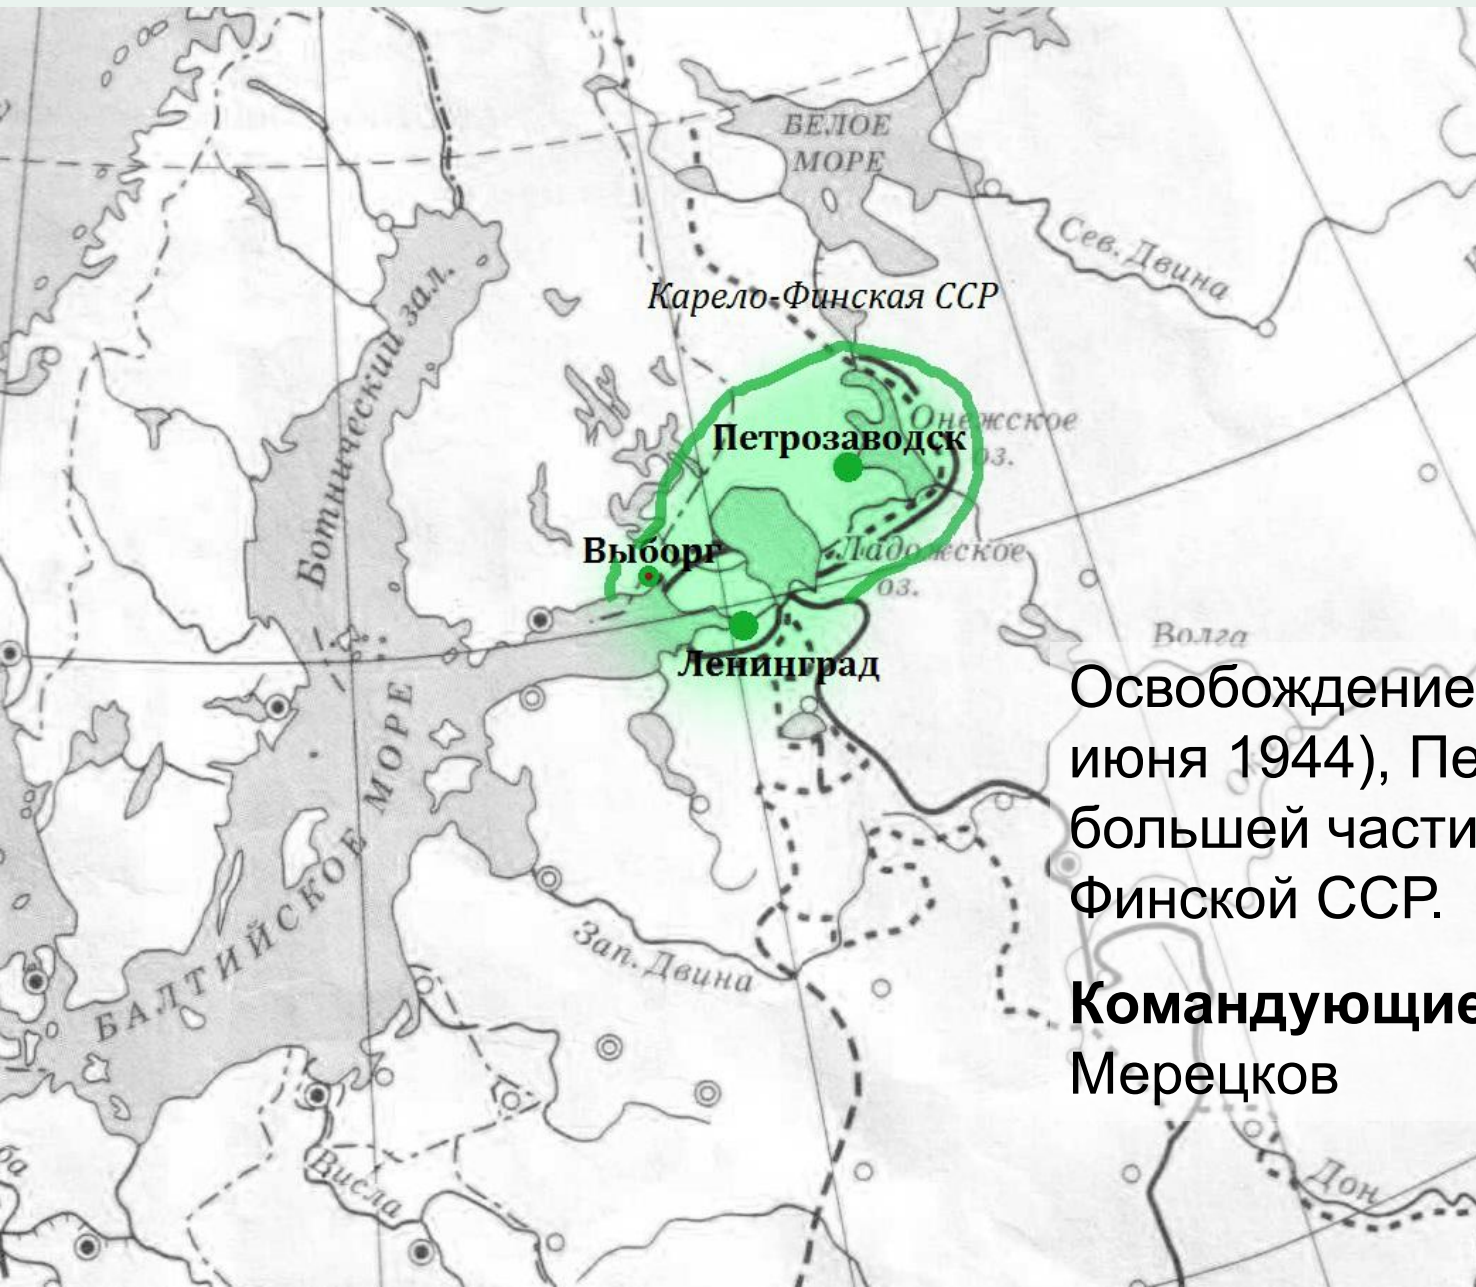 БЕЛОЕ
МОРЕ
Сев. Двина
Ботнический зал.
Карело-Финская ССР
Онежское
оз.
Петрозаводск
Выборг
Ладожское
оз.
Ленинград
Волга
Освобождение
июня 1944), Пе
большей части
Финской ССР.
БАЛТИЙСКОЕ МОРЕ
Зап. Двина
Командующие
Мерецков
Висла
Дон